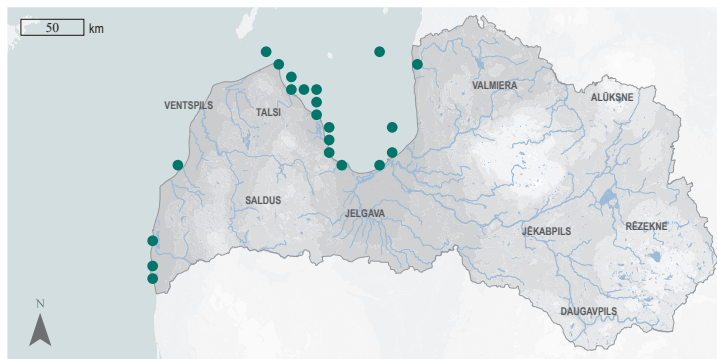 50 km
VENTSPILS
TALSI
VALMIERA
ALŪKSNE
SALDUS
JELGAVA
JĒKABPILS
RĒZEKNE
DAUGAVPILS
N